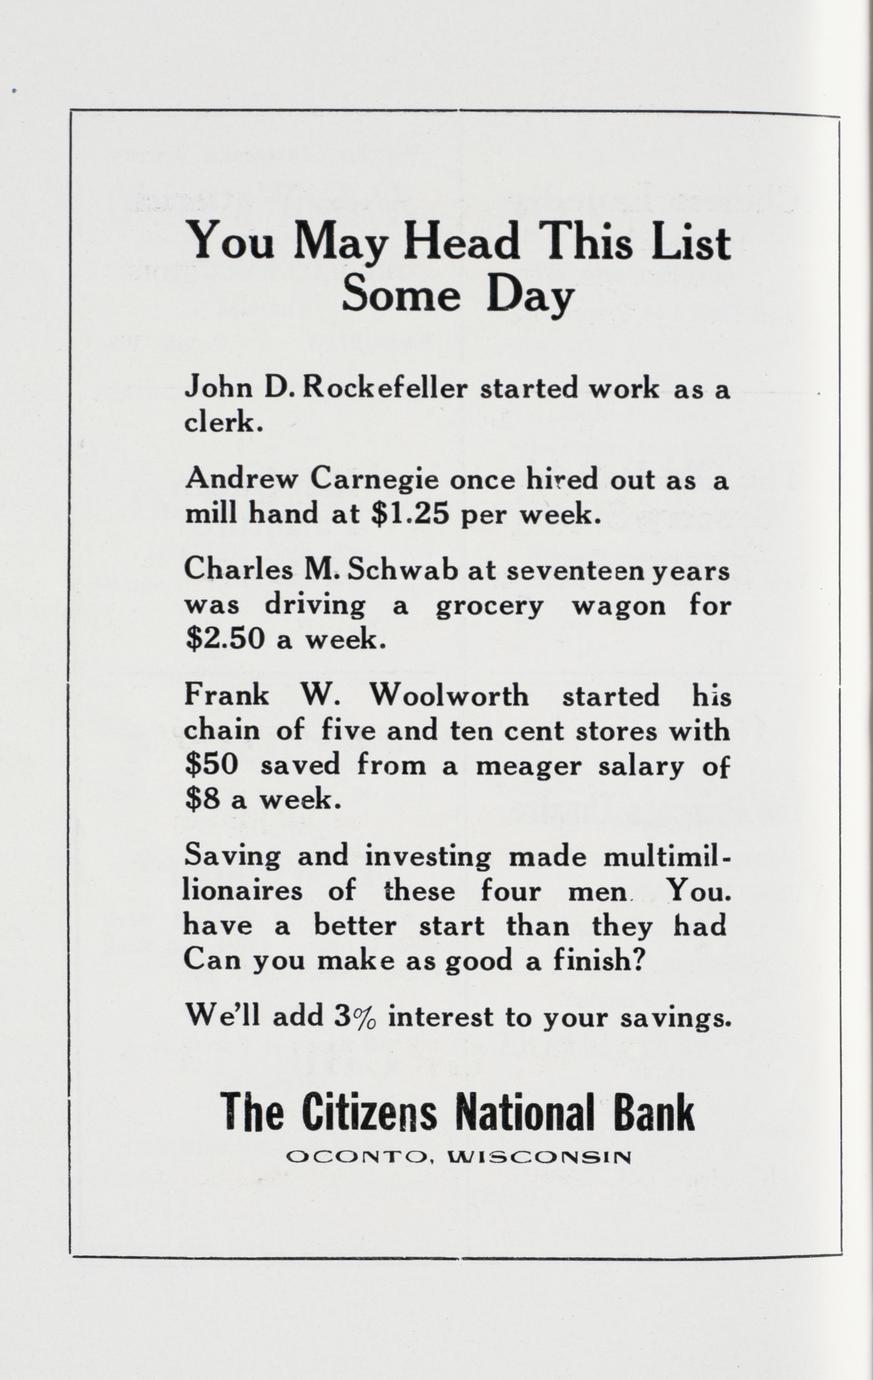 You May Head This List
Some Day
John D. Rockefeller started work as a
clerk.
Andrew Carnegie once hired out as a
mill hand at $1.25 per week.
Charles M. Schwab at seventeen years
was driving a grocery wagon for
$2.50 a week.
Frank W. Woolworth started his
chain of five and ten cent stores with
$50 saved from a meager salary of
$8 a week.
Saving and investing made multimil-
lionaires of these four men. You.
have a better start than they had
Can you make as good a finish?
We'll add 3% interest to your savings.
The Citizens National Bank
OCONTO, WISCONSIN